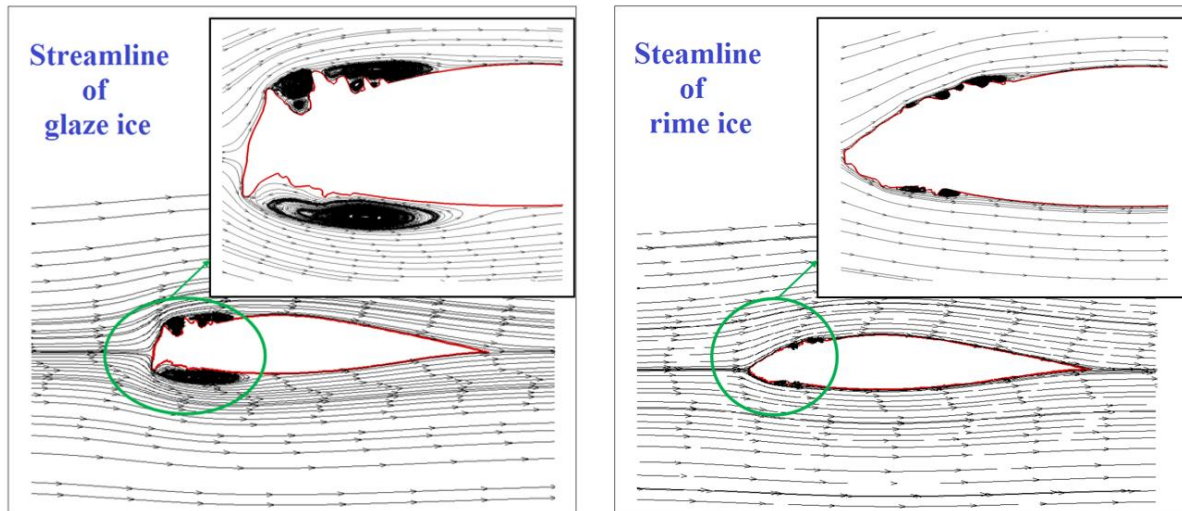 Streamline
of
glaze ice
Steamline
of
rime ice